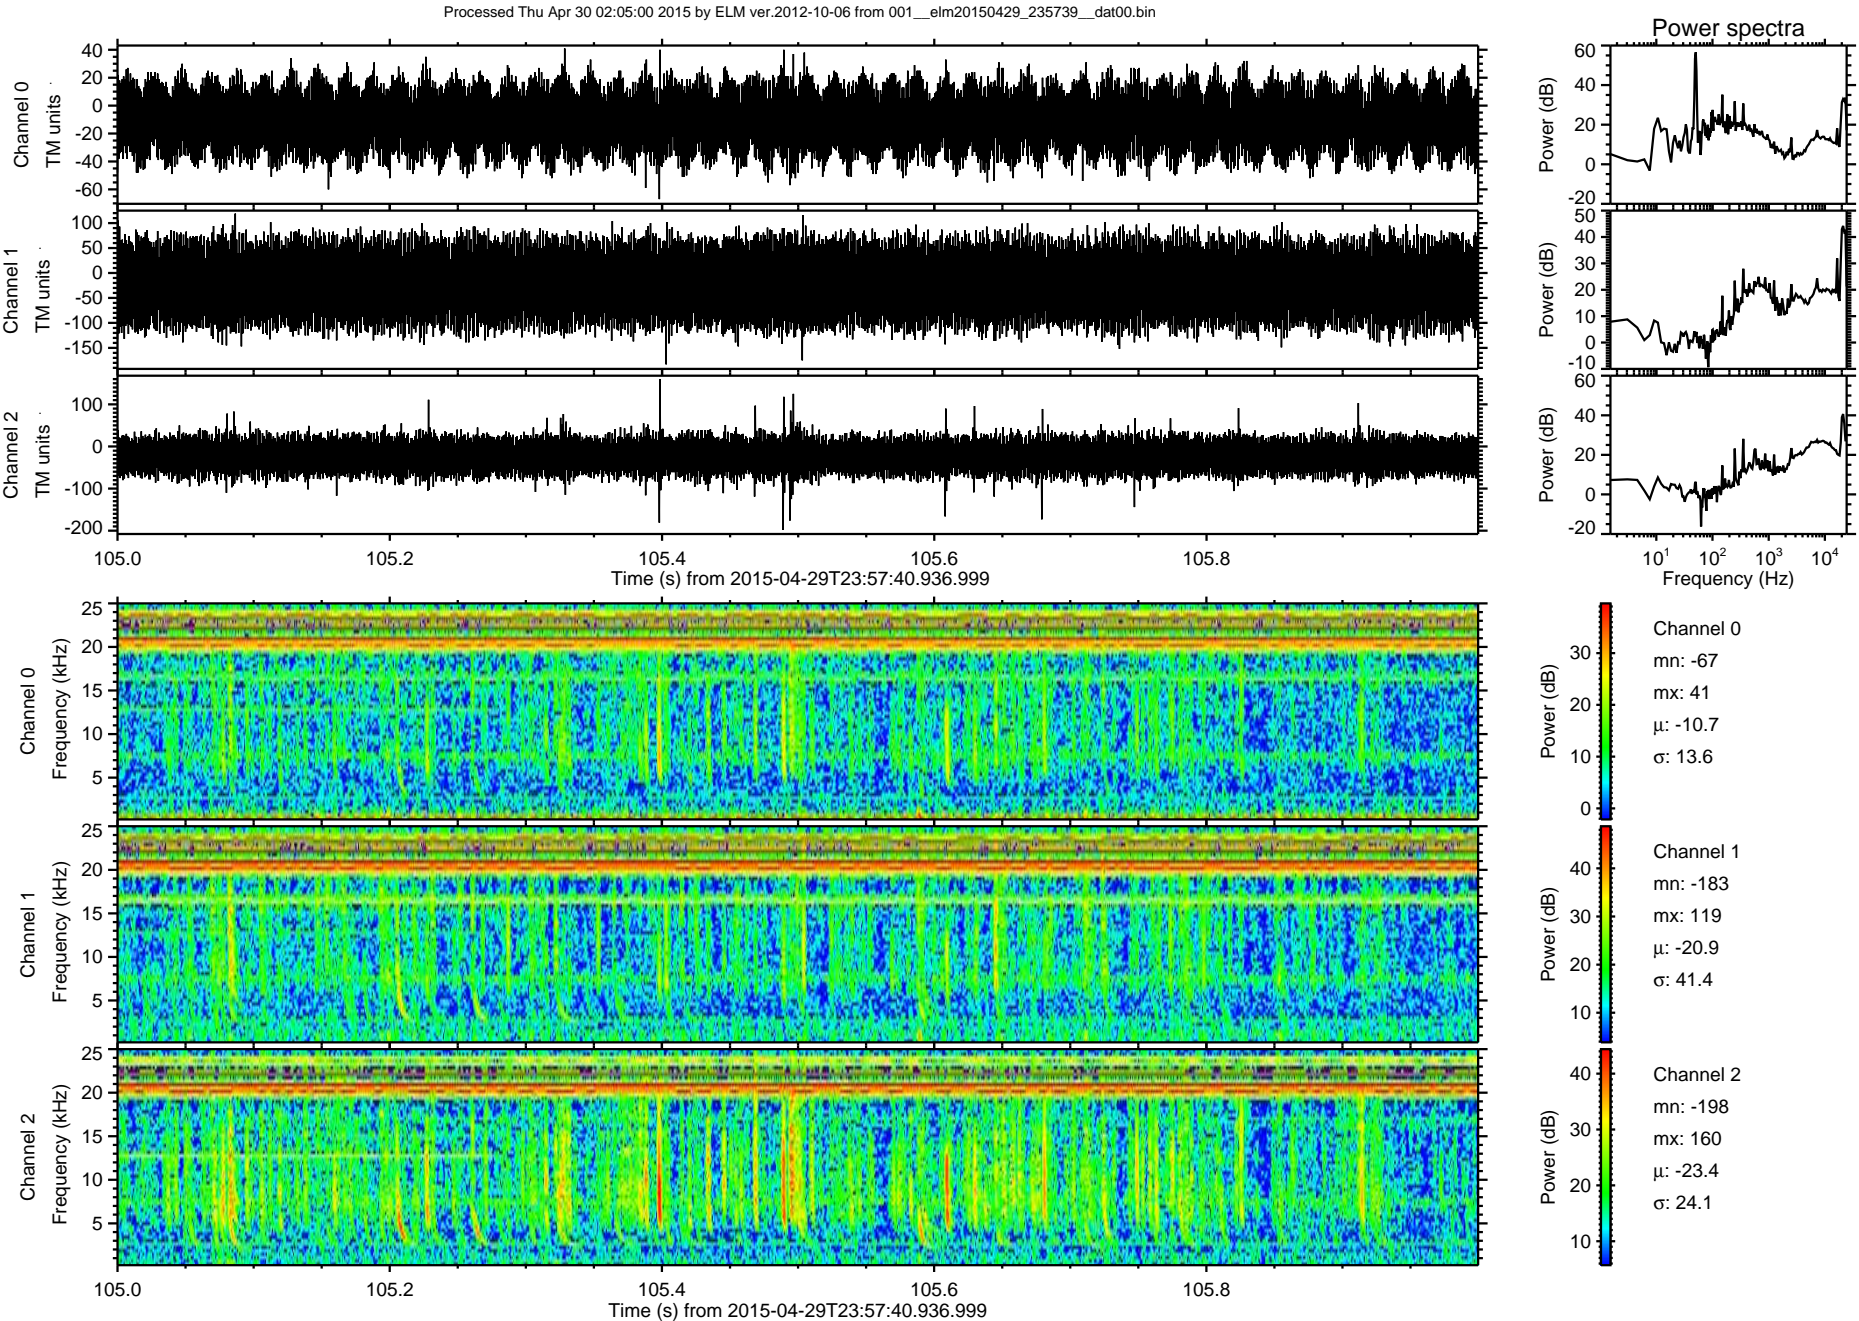 Processed Thu Apr 30 02:05:00 2015 by ELM ver.2012-10-06 from 001__elm20150429_235739__dat00.bin
Power spectra
Channel 0
TM units
40
20
0
-20
-40
-60
Power (dB)
60
40
20
0
-20
Channel 1
TM units
100
50
0
-50
-100
-150
Power (dB)
50
40
30
20
10
0
-10
Channel 2
TM units
100
0
-100
-200
Power (dB)
60
40
20
0
-20
105.0 105.2 105.4 105.6 105.8
Time (s) from 2015-04-29T23:57:40.936.999
10¹ 10² 10³ 10⁴
Frequency (Hz)
Channel 0
Frequency (kHz)
25
20
15
10
5
Power (dB)
30
20
10
0
Channel 0
mn: -67
mx: 41
µ: -10.7
σ: 13.6
Channel 1
Frequency (kHz)
25
20
15
10
5
Power (dB)
40
30
20
10
Channel 1
mn: -183
mx: 119
µ: -20.9
σ: 41.4
Channel 2
Frequency (kHz)
25
20
15
10
5
Power (dB)
40
30
20
10
Channel 2
mn: -198
mx: 160
µ: -23.4
σ: 24.1
105.0 105.2 105.4 105.6 105.8
Time (s) from 2015-04-29T23:57:40.936.999